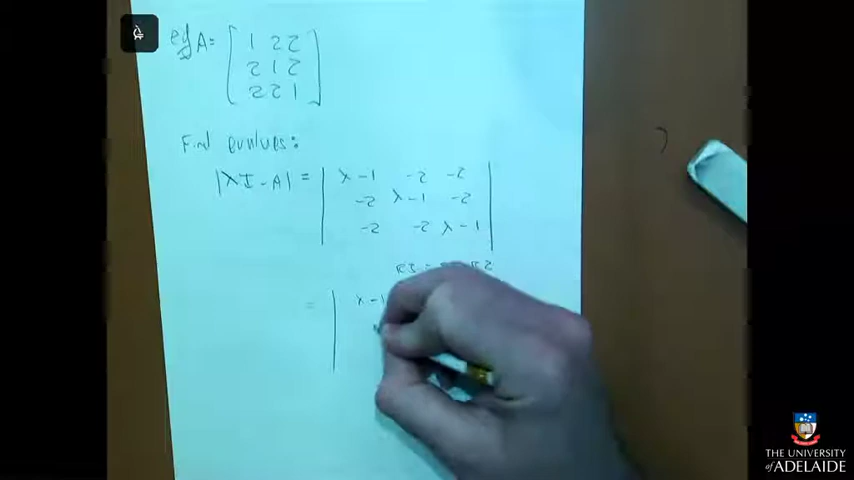 eg A = [ 1 2 2
2 1 2
2 2 1 ]
Find evalues:
|λI - A| = | λ-1 -2 -2
-2 λ-1 -2
-2 -2 λ-1 |
= | λ-1
THE UNIVERSITY
of ADELAIDE